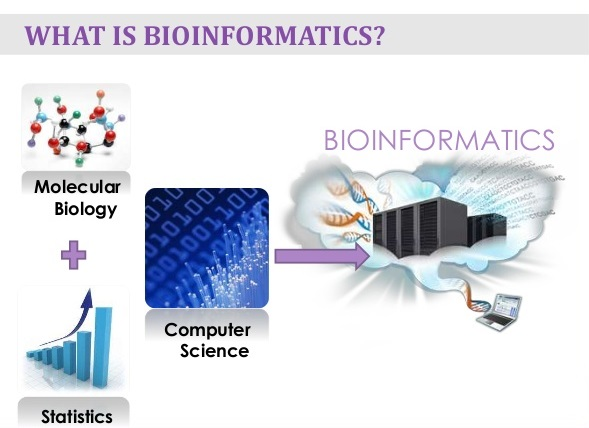 WHAT IS BIOINFORMATICS?
Molecular
Biology
Statistics
Computer
Science
BIOINFORMATICS